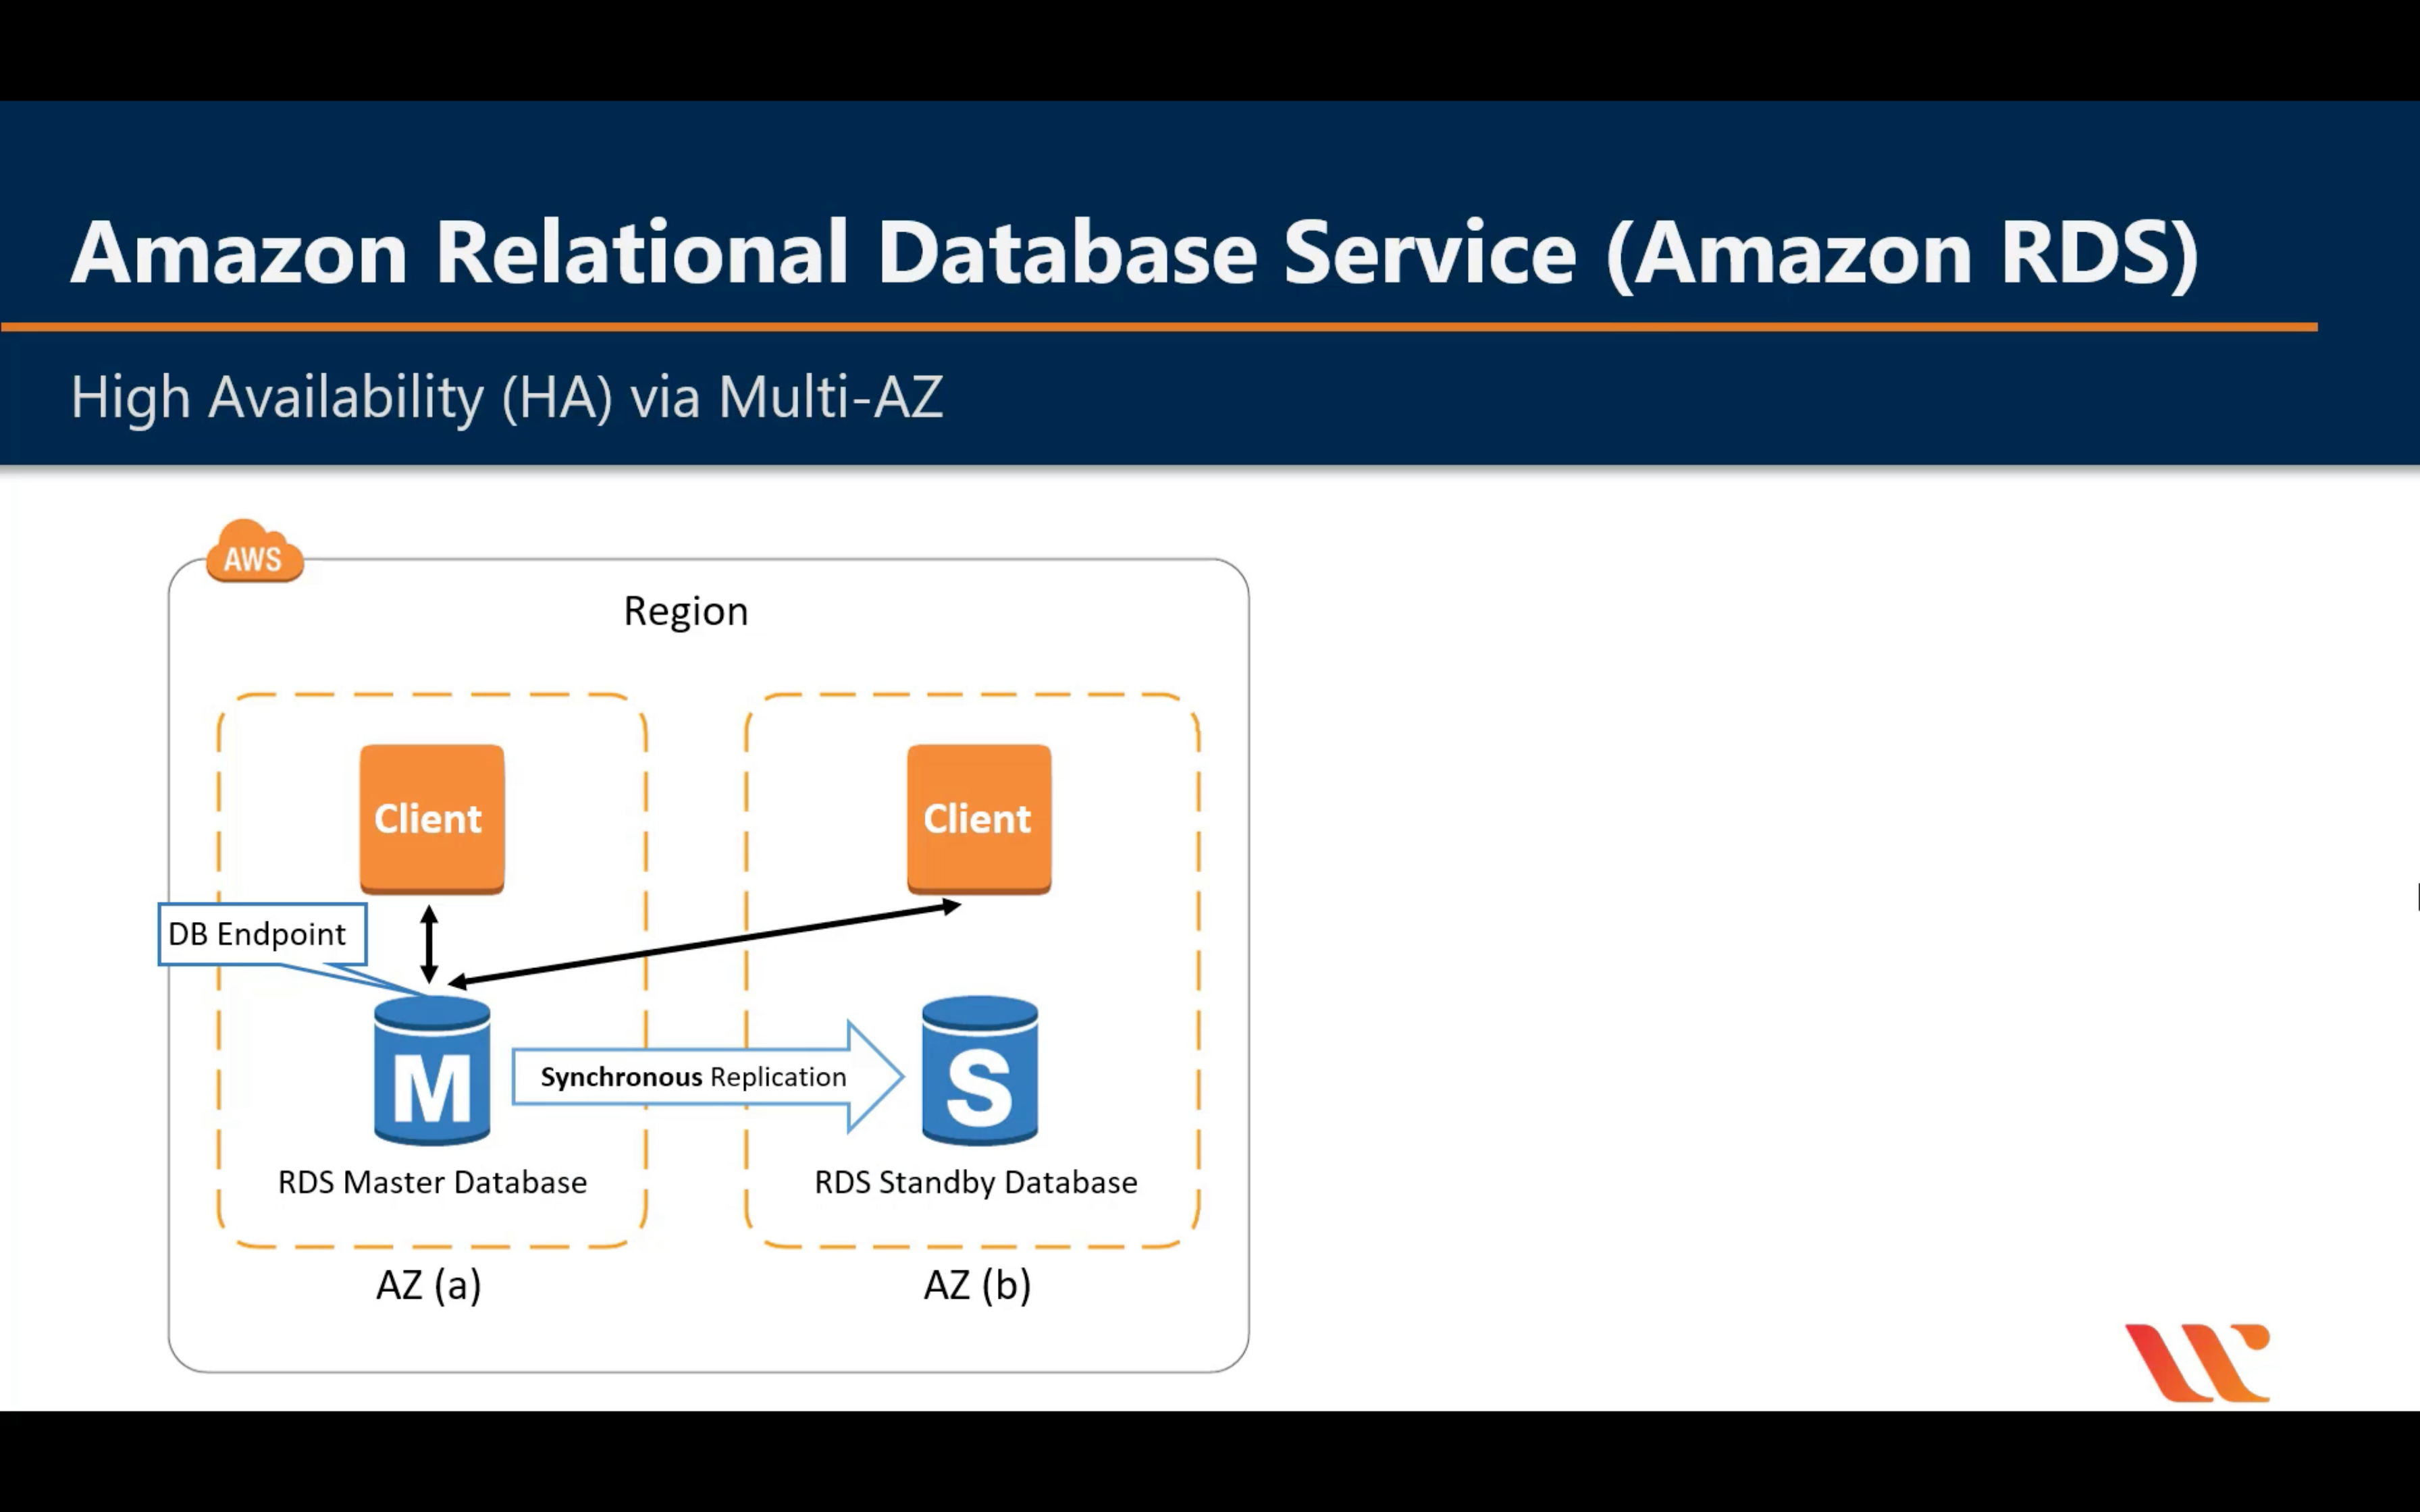 Amazon Relational Database Service (Amazon RDS)
High Availability (HA) via Multi-AZ
AWS
Region
Client
Client
DB Endpoint
M
Synchronous Replication
S
RDS Master Database
RDS Standby Database
AZ (a)
AZ (b)